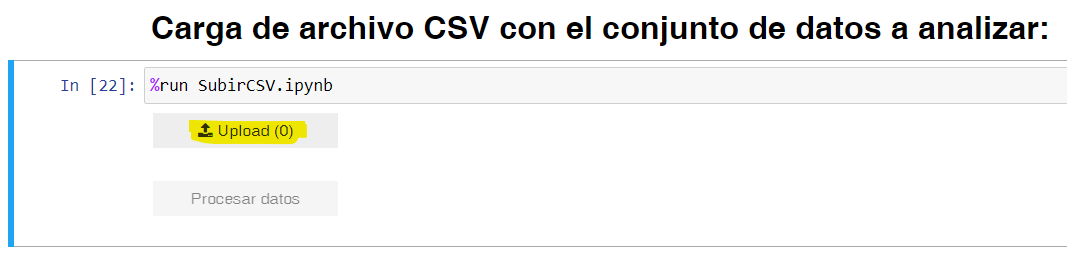 Carga de archivo CSV con el conjunto de datos a analizar:
In [22]: %run SubirCSV.ipynb
Upload (0)
Procesar datos